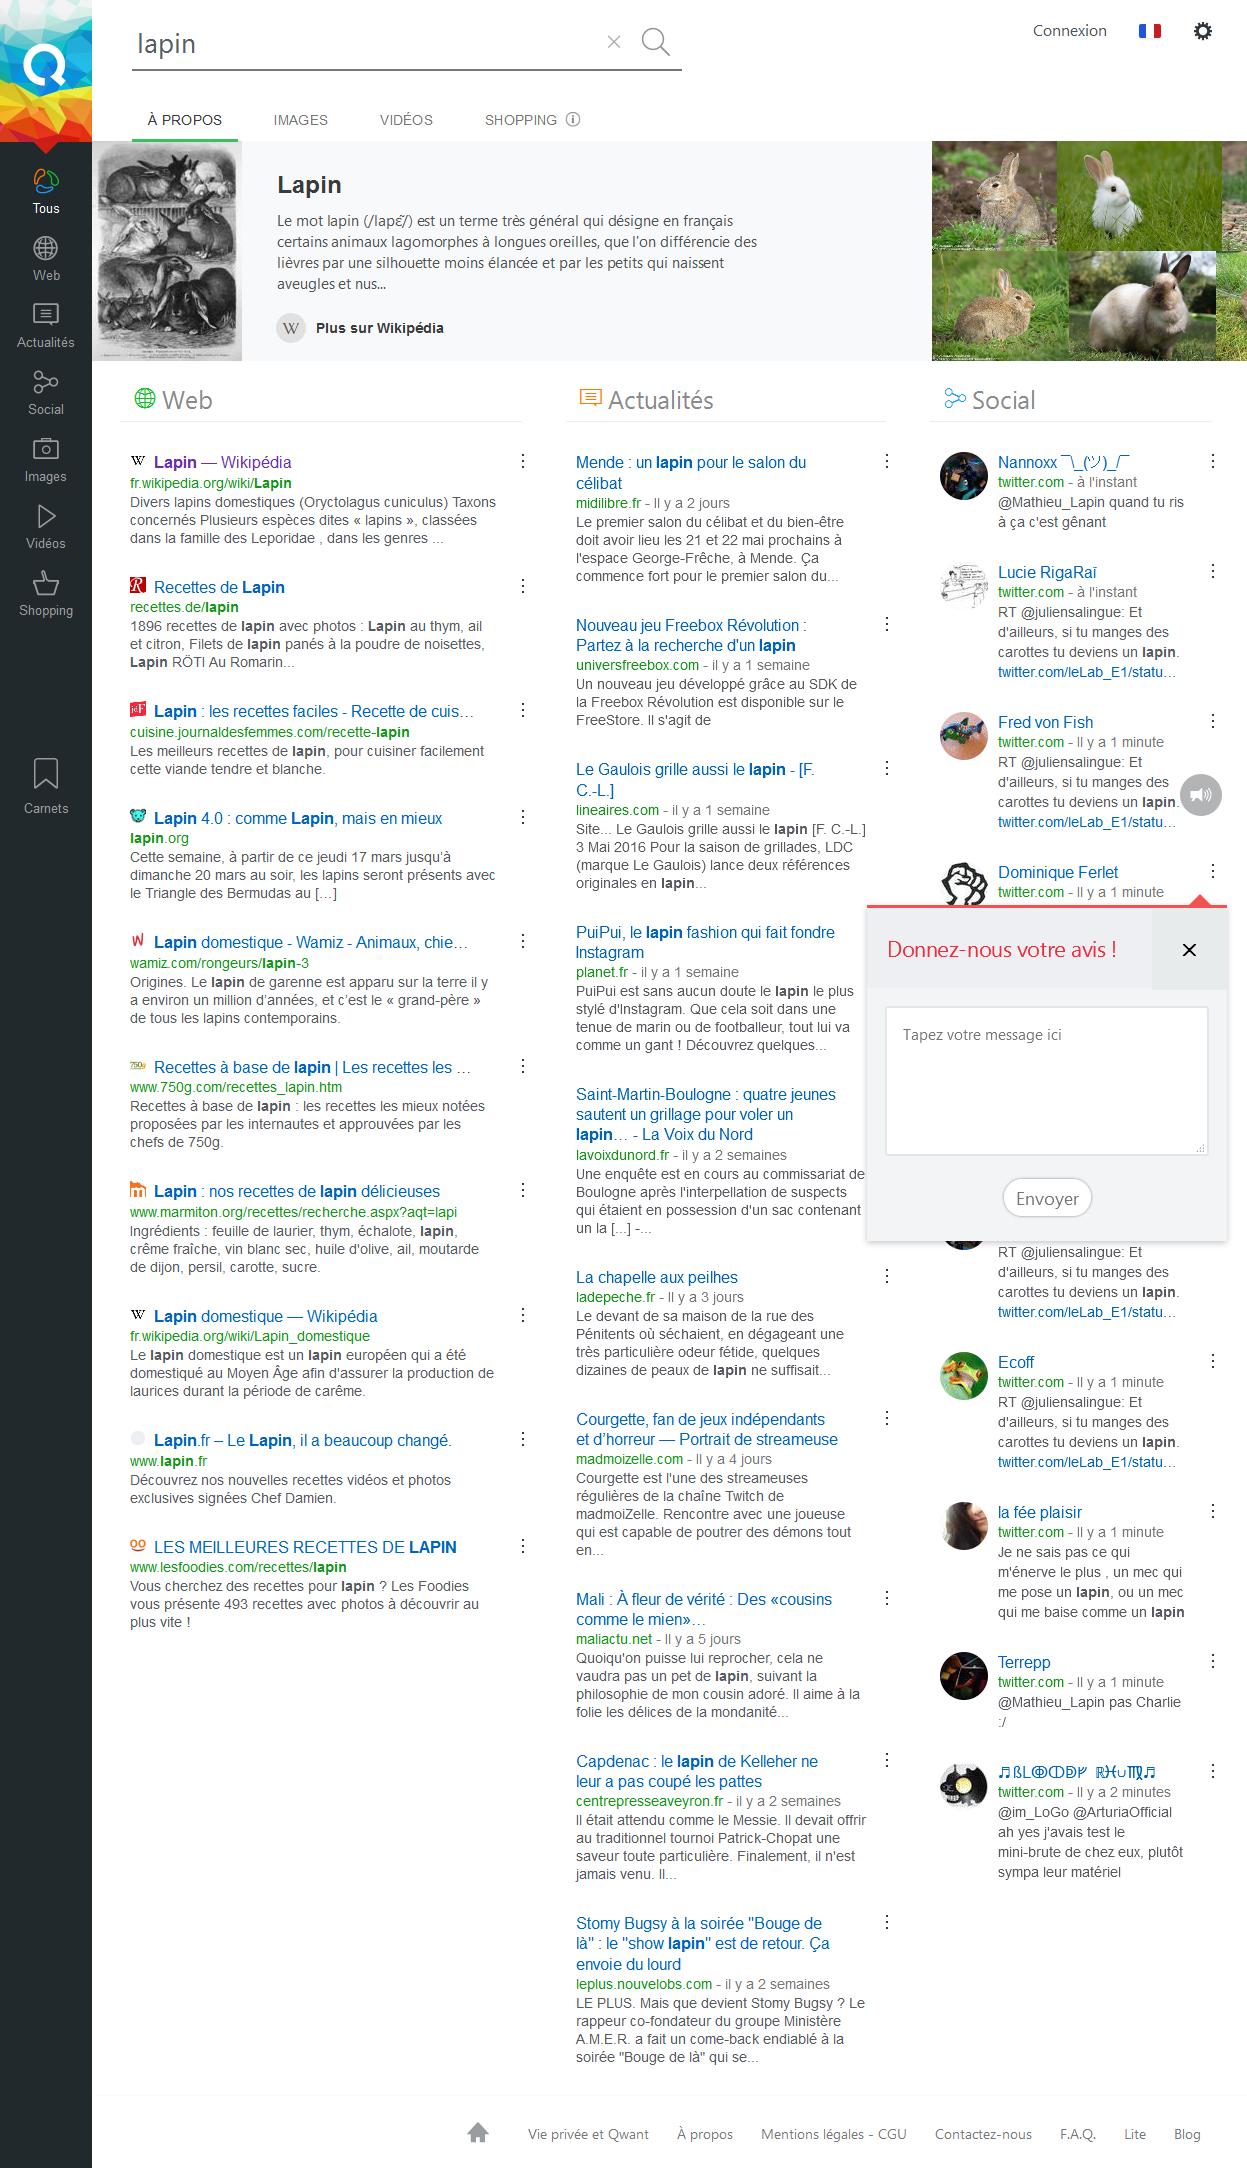 lapin
Connexion
À PROPOS
IMAGES
VIDÉOS
SHOPPING
Tous
Web
Actualités
Social
Images
Vidéos
Shopping
Carnets
Lapin
Le mot lapin (/lapɛ̃/) est un terme très général qui désigne en français
certains animaux lagomorphes à longues oreilles, que l'on différencie des
lièvres par une silhouette moins élancée et par les petits qui naissent
aveugles et nus...
W Plus sur Wikipédia
Web
Lapin — Wikipédia
fr.wikipedia.org/wiki/Lapin
Divers lapins domestiques (Oryctolagus cuniculus) Taxons
concernés Plusieurs espèces dites « lapins », classées
dans la famille des Leporidae , dans les genres ...
Recettes de Lapin
recettes.de/lapin
1896 recettes de lapin avec photos : Lapin au thym, ail
et citron, Filets de lapin panés à la poudre de noisettes,
Lapin RÔTI Au Romarin...
Lapin : les recettes faciles - Recette de cuis…
cuisine.journaldesfemmes.com/recette-lapin
Les meilleurs recettes de lapin, pour cuisiner facilement
cette viande tendre et blanche.
Lapin 4.0 : comme Lapin, mais en mieux
lapin.org
Cette semaine, à partir de ce jeudi 17 mars jusqu'à
dimanche 20 mars au soir, les lapins seront présents avec
le Triangle des Bermudas au […]
Lapin domestique - Wamiz - Animaux, chie…
wamiz.com/rongeurs/lapin-3
Origines. Le lapin de garenne est apparu sur la terre il y
a environ un million d'années, et c'est le « grand-père »
de tous les lapins contemporains.
Recettes à base de lapin | Les recettes les …
www.750g.com/recettes_lapin.htm
Recettes à base de lapin : les recettes les mieux notées
proposées par les internautes et approuvées par les
chefs de 750g.
Lapin : nos recettes de lapin délicieuses
www.marmiton.org/recettes/recherche.aspx?aqt=lapi
Ingrédients : feuille de laurier, thym, échalote, lapin,
crême fraîche, vin blanc sec, huile d'olive, ail, moutarde
de dijon, persil, carotte, sucre.
Lapin domestique — Wikipédia
fr.wikipedia.org/wiki/Lapin_domestique
Le lapin domestique est un lapin européen qui a été
domestiqué au Moyen Âge afin d'assurer la production de
laurices durant la période de carême.
Lapin.fr – Le Lapin, il a beaucoup changé.
www.lapin.fr
Découvrez nos nouvelles recettes vidéos et photos
exclusives signées Chef Damien.
LES MEILLEURES RECETTES DE LAPIN
www.lesfoodies.com/recettes/lapin
Vous cherchez des recettes pour lapin ? Les Foodies
vous présente 493 recettes avec photos à découvrir au
plus vite !
Actualités
Mende : un lapin pour le salon du
célibat
midilibre.fr - Il y a 2 jours
Le premier salon du célibat et du bien-être
doit avoir lieu les 21 et 22 mai prochains à
l'espace George-Frêche, à Mende. Ça
commence fort pour le premier salon du...
Nouveau jeu Freebox Révolution :
Partez à la recherche d'un lapin
universfreebox.com - il y a 1 semaine
Un nouveau jeu développé grâce au SDK de
la Freebox Révolution est disponible sur le
FreeStore. Il s'agit de
Le Gaulois grille aussi le lapin - [F.
C.-L.]
lineaires.com - il y a 1 semaine
Site... Le Gaulois grille aussi le lapin [F. C.-L.]
3 Mai 2016 Pour la saison de grillades, LDC
(marque Le Gaulois) lance deux références
originales en lapin...
PuiPui, le lapin fashion qui fait fondre
Instagram
planet.fr - il y a 1 semaine
PuiPui est sans aucun doute le lapin le plus
stylé d'Instagram. Que cela soit dans une
tenue de marin ou de footballeur, tout lui va
comme un gant ! Découvrez quelques...
Saint-Martin-Boulogne : quatre jeunes
sautent un grillage pour voler un
lapin… - La Voix du Nord
lavoixdunord.fr - il y a 2 semaines
Une enquête est en cours au commissariat de
Boulogne après l'interpellation de suspects
qui étaient en possession d'un sac contenant
un la [...] -...
La chapelle aux peilhes
ladepeche.fr - Il y a 3 jours
Le devant de sa maison de la rue des
Pénitents où séchaient, en dégageant une
très particulière odeur fétide, quelques
dizaines de peaux de lapin ne suffisait...
Courgette, fan de jeux indépendants
et d'horreur — Portrait de streameuse
madmoizelle.com - Il y a 4 jours
Courgette est l'une des streameuses
régulières de la chaîne Twitch de
madmoiZelle. Rencontre avec une joueuse
qui est capable de poutrer des démons tout
en...
Mali : À fleur de vérité : Des «cousins
comme le mien»…
maliactu.net - Il y a 5 jours
Quoiqu'on puisse lui reprocher, cela ne
vaudra pas un pet de lapin, suivant la
philosophie de mon cousin adoré. Il aime à la
folie les délices de la mondanité...
Capdenac : le lapin de Kelleher ne
leur a pas coupé les pattes
centrepresseaveyron.fr - il y a 2 semaines
Il était attendu comme le Messie. Il devait offrir
au traditionnel tournoi Patrick-Chopat une
saveur toute particulière. Finalement, il n'est
jamais venu. Il...
Stomy Bugsy à la soirée "Bouge de
là" : le "show lapin" est de retour. Ça
envoie du lourd
leplus.nouvelobs.com - il y a 2 semaines
LE PLUS. Mais que devient Stomy Bugsy ? Le
rappeur co-fondateur du groupe Ministère
A.M.E.R. a fait un come-back endiablé à la
soirée "Bouge de là" qui se...
Social
Nannoxx ¯\_(ツ)_/¯
twitter.com - à l'instant
@Mathieu_Lapin quand tu ris
à ça c'est gênant
Lucie RigaRaï
twitter.com - à l'instant
RT @juliensalingue: Et
d'ailleurs, si tu manges des
carottes tu deviens un lapin.
twitter.com/leLab_E1/statu…
Fred von Fish
twitter.com - Il y a 1 minute
RT @juliensalingue: Et
d'ailleurs, si tu manges des
carottes tu deviens un lapin.
twitter.com/leLab_E1/statu…
Dominique Ferlet
twitter.com - Il y a 1 minute
Donnez-nous votre avis !
Tapez votre message ici
Envoyer
RT @juliensalingue: Et
d'ailleurs, si tu manges des
carottes tu deviens un lapin.
twitter.com/leLab_E1/statu…
Ecoff
twitter.com - Il y a 1 minute
RT @juliensalingue: Et
d'ailleurs, si tu manges des
carottes tu deviens un lapin.
twitter.com/leLab_E1/statu…
la fée plaisir
twitter.com - Il y a 1 minute
Je ne sais pas ce qui
m'énerve le plus , un mec qui
me pose un lapin, ou un mec
qui me baise comme un lapin
Terrepp
twitter.com - Il y a 1 minute
@Mathieu_Lapin pas Charlie
:/
twitter.com - Il y a 2 minutes
@im_LoGo @ArturiaOfficial
ah yes j'avais test le
mini-brute de chez eux, plutôt
sympa leur matériel
Vie privée et Qwant
À propos
Mentions légales - CGU
Contactez-nous
F.A.Q.
Lite
Blog